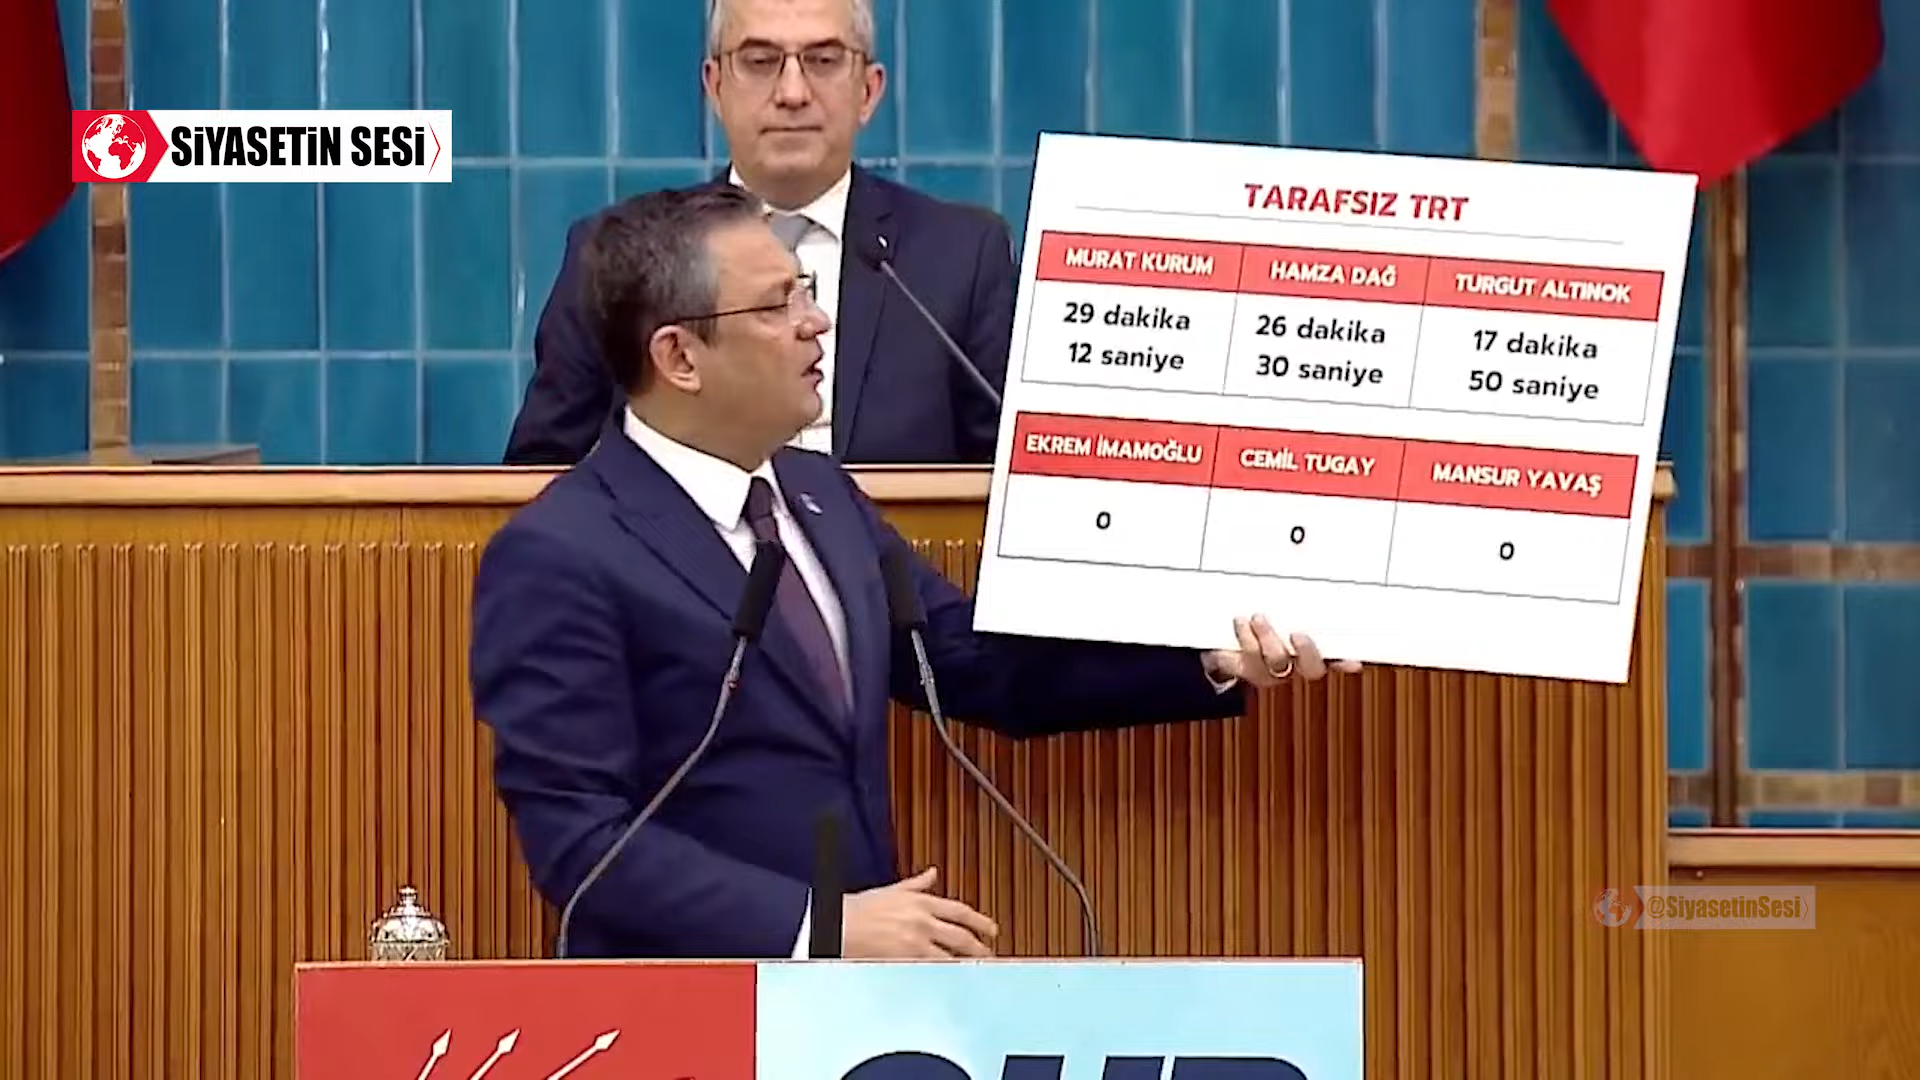 SİYASETİN SESİ
TARAFSIZ TRT
MURAT KURUM HAMZA DAĞ TURGUT ALTINOK
29 dakika 26 dakika 17 dakika
12 saniye 30 saniye 50 saniye
EKREM İMAMOĞLU CEMİL TUGAY MANSUR YAVAŞ
0 0 0
@SiyasetinSesi
CHP